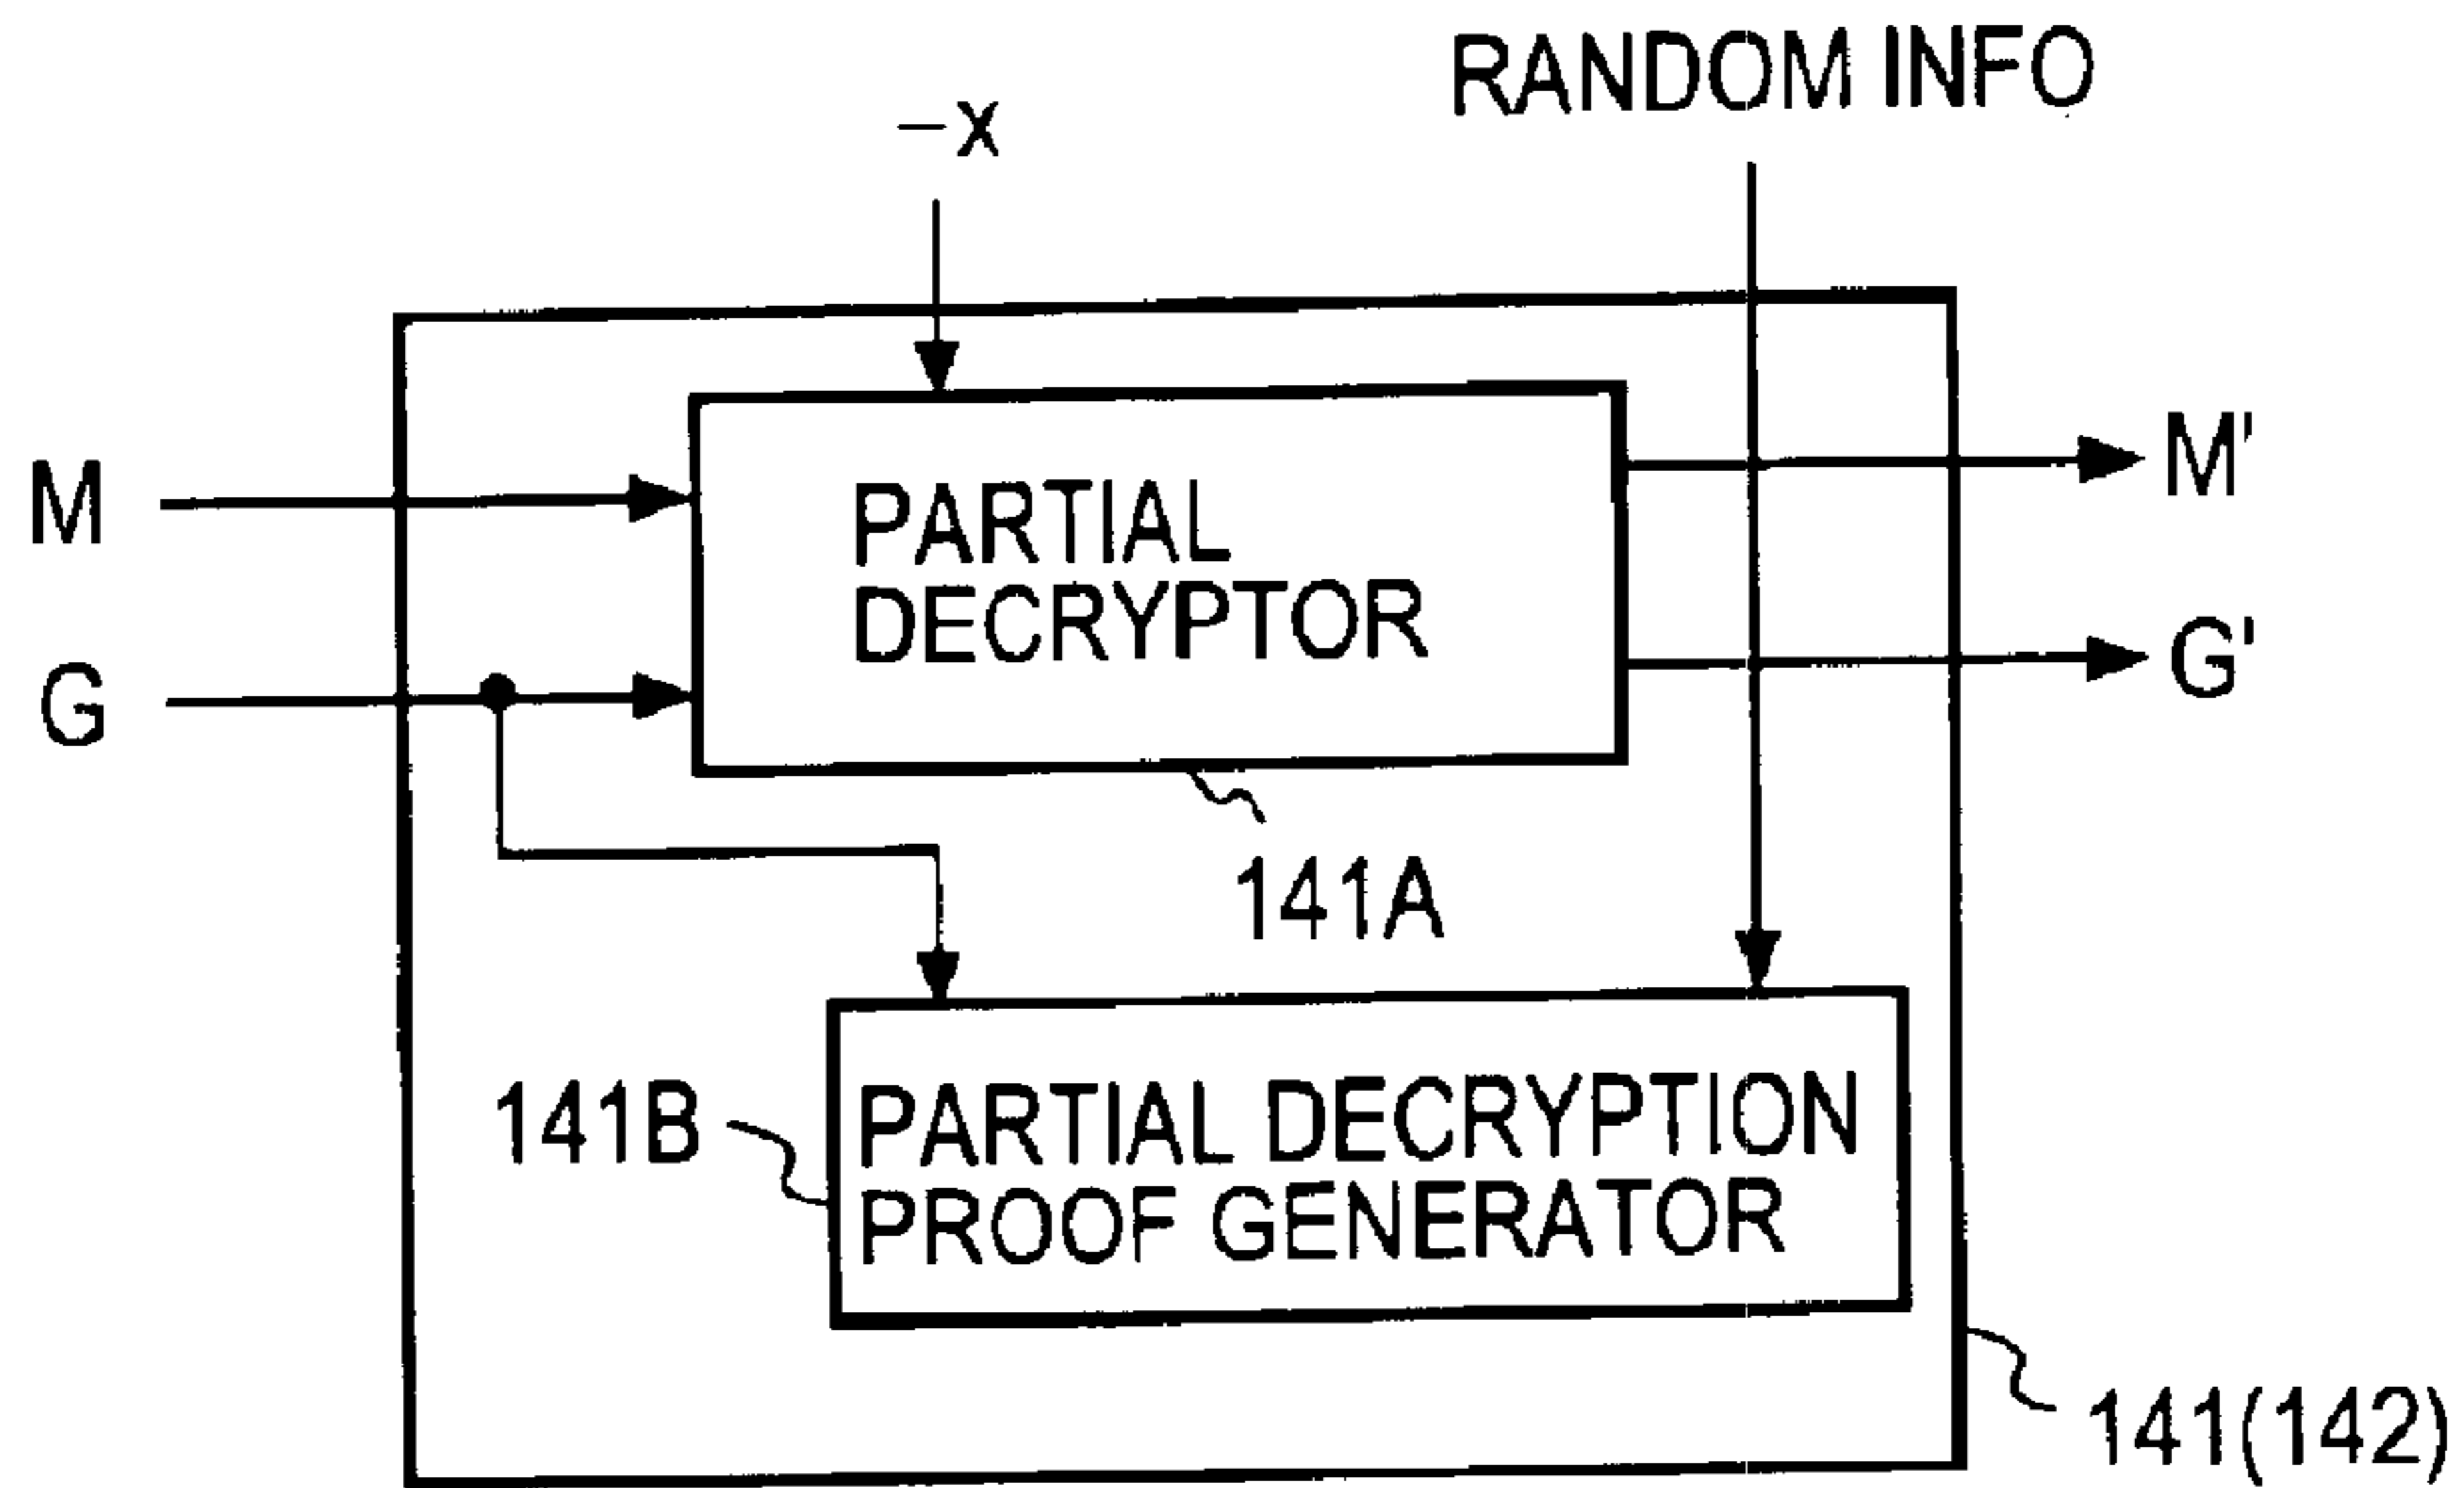 RANDOM INFO
−x
M
G
PARTIAL
DECRYPTOR
M'
G'
141A
141B
PARTIAL DECRYPTION
PROOF GENERATOR
141(142)